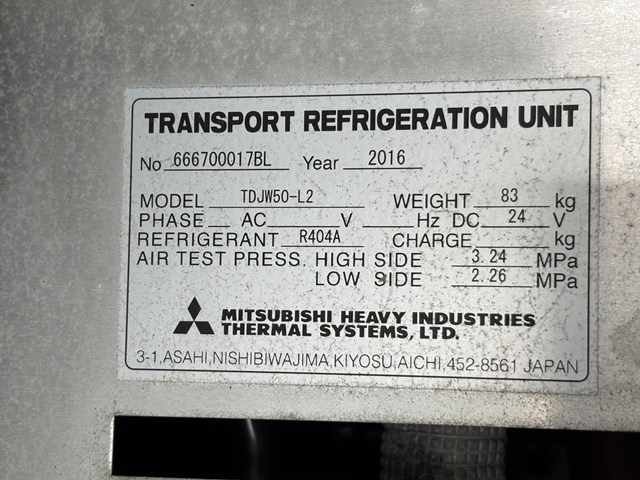 TRANSPORT REFRIGERATION UNIT
No 666700017BL Year 2016
MODEL TDJW50-L2 WEIGHT 83 kg
PHASE AC V Hz DC 24 V
REFRIGERANT R404A CHARGE kg
AIR TEST PRESS. HIGH SIDE 3.24 MPa
LOW SIDE 2.26 MPa
MITSUBISHI HEAVY INDUSTRIES
THERMAL SYSTEMS, LTD.
3-1,ASAHI,NISHIBIWAJIMA,KIYOSU,AICHI,452-8561 JAPAN